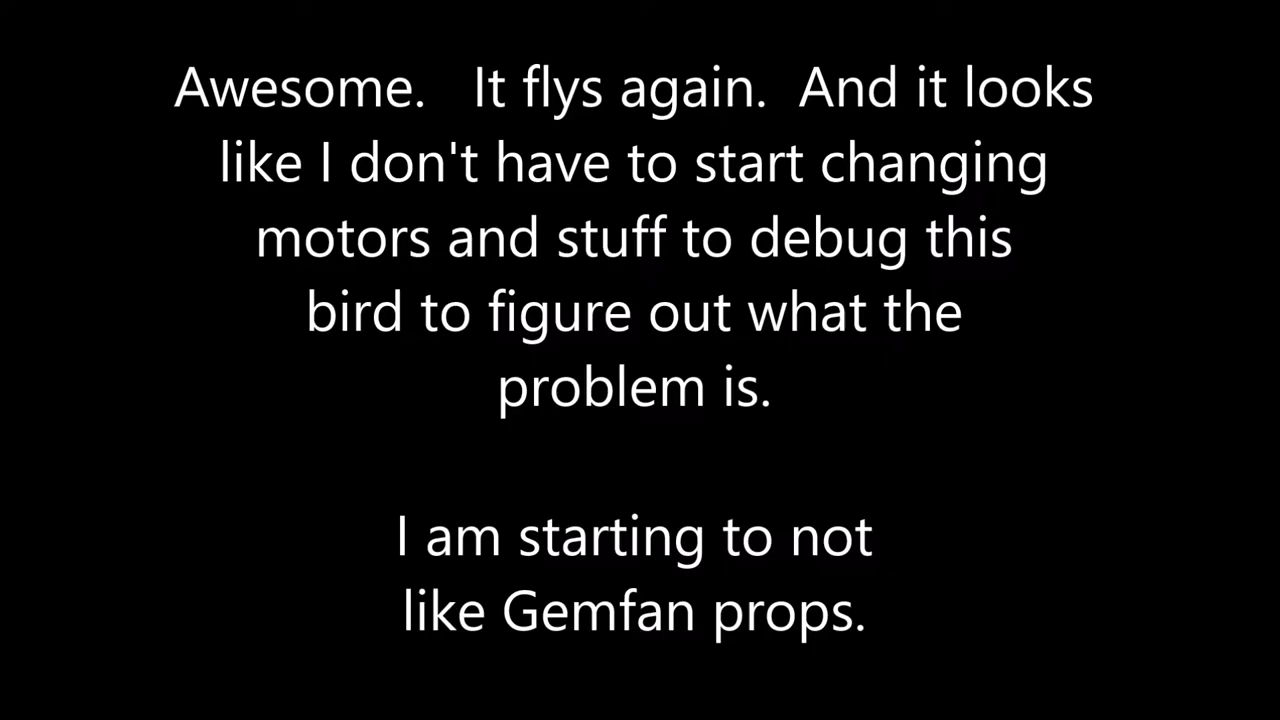 Awesome.   It flys again.  And it looks
like I don't have to start changing
motors and stuff to debug this
bird to figure out what the
problem is.
I am starting to not
like Gemfan props.